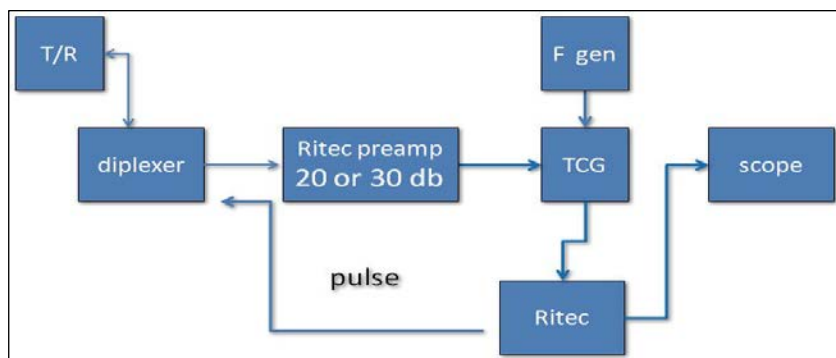 T/R
F gen
diplexer
Ritec preamp
20 or 30 db
TCG
scope
pulse
Ritec